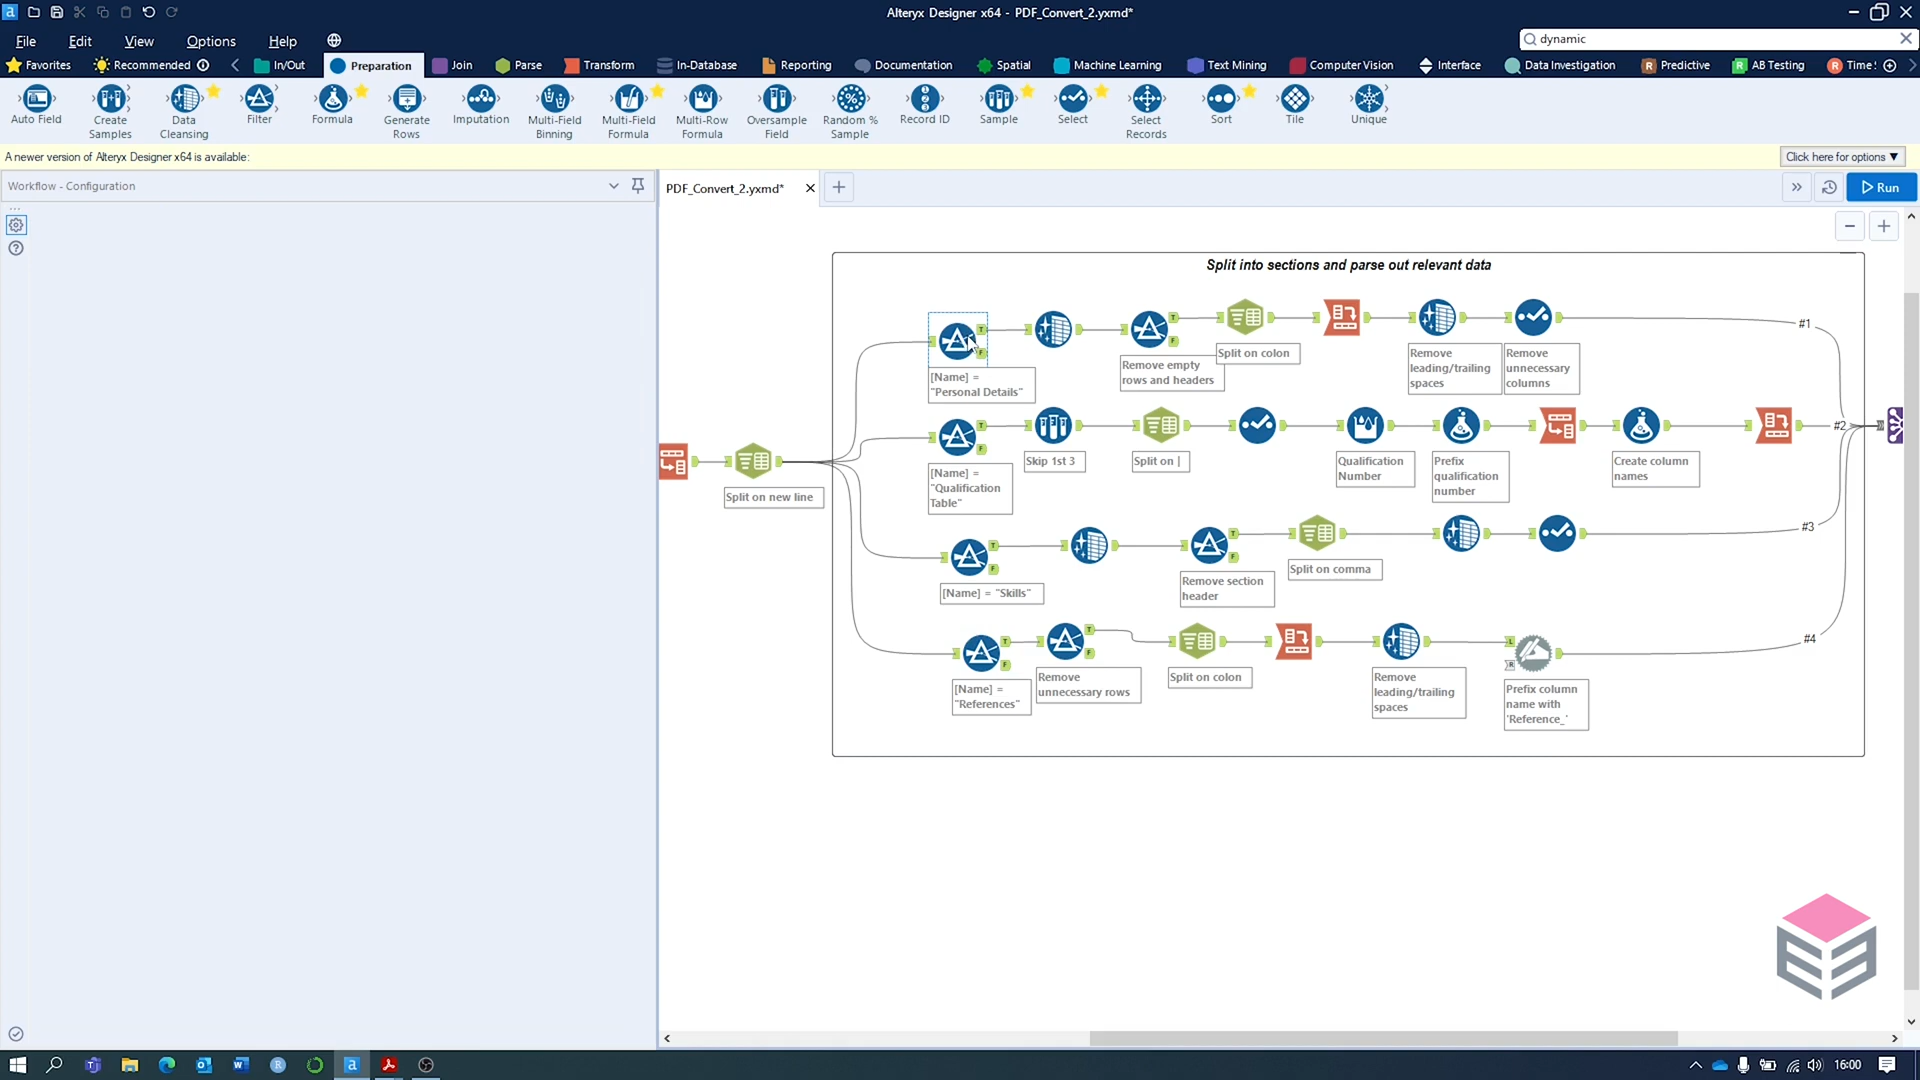 Alteryx Designer x64 - PDF_Convert_2.yxmd*
File Edit View Options Help
dynamic
Favorites Recommended In/Out Preparation Join Parse Transform In-Database Reporting Documentation Spatial Machine Learning Text Mining Computer Vision Interface Data Investigation Predictive AB Testing Time
Auto Field
Create Samples
Data Cleansing
Filter
Formula
Generate Rows
Imputation
Multi-Field Binning
Multi-Field Formula
Multi-Row Formula
Oversample Field
Random % Sample
Record ID
Sample
Select
Select Records
Sort
Tile
Unique
A newer version of Alteryx Designer x64 is available:
Click here for options ▼
Workflow - Configuration
PDF_Convert_2.yxmd*
Run
Split into sections and parse out relevant data
#1
[Name] =
"Personal Details"
Remove empty
rows and headers
Split on colon
Remove
leading/trailing
spaces
Remove
unnecessary
columns
#2
Split on new line
[Name] =
"Qualification
Table"
Skip 1st 3
Split on |
Qualification
Number
Prefix
qualification
number
Create column
names
#3
[Name] = "Skills"
Remove section
header
Split on comma
#4
[Name] =
"References"
Remove
unnecessary rows
Split on colon
Remove
leading/trailing
spaces
Prefix column
name with
'Reference_'
16:00